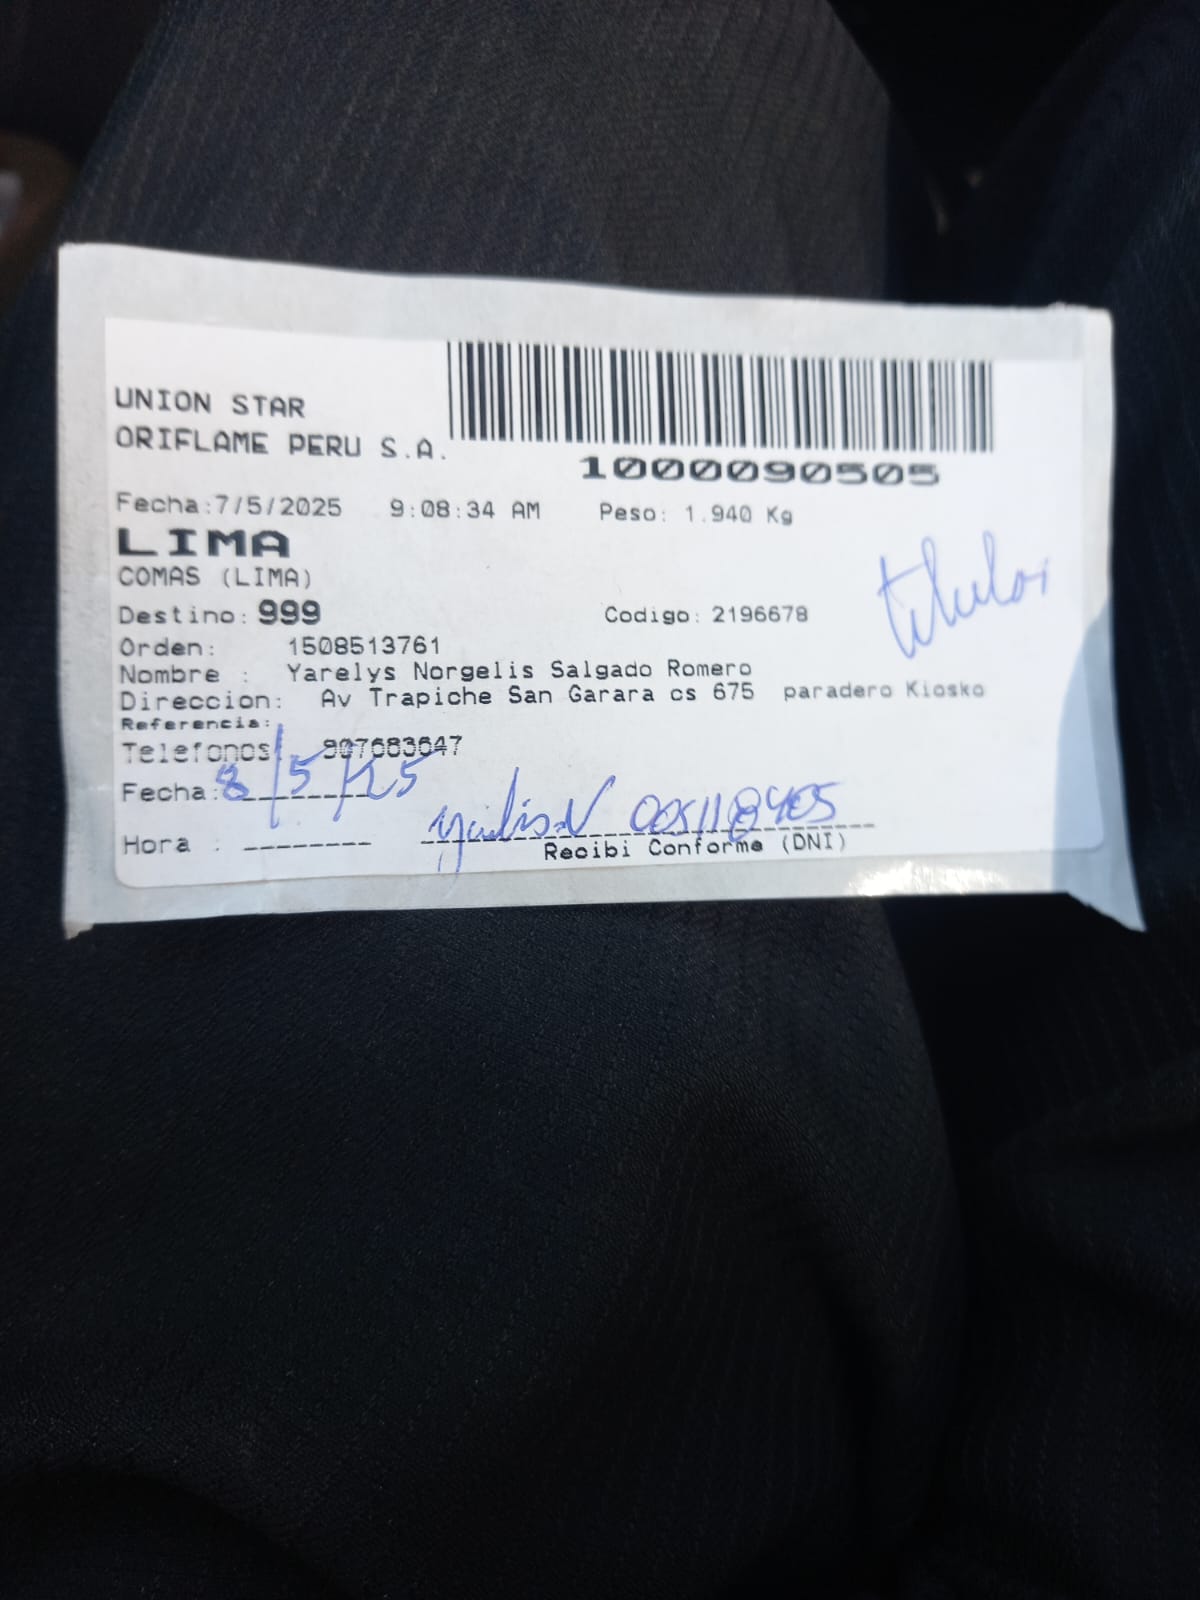 UNION STAR
ORIFLAME PERU S.A.
1000090505
Fecha:7/5/2025 9:08:34 AM Peso: 1.940 Kg
LIMA
COMAS (LIMA)
titular
Destino: 999 Codigo: 2196678
Orden: 1508513761
Nombre : Yarelys Norgelis Salgado Romero
Direccion: Av Trapiche San Garara cs 675 paradero Kiosko
Referencia:
Telefonos 907683647
Fecha: 8/5/25
Hora :
Recibi Conforme (DNI)